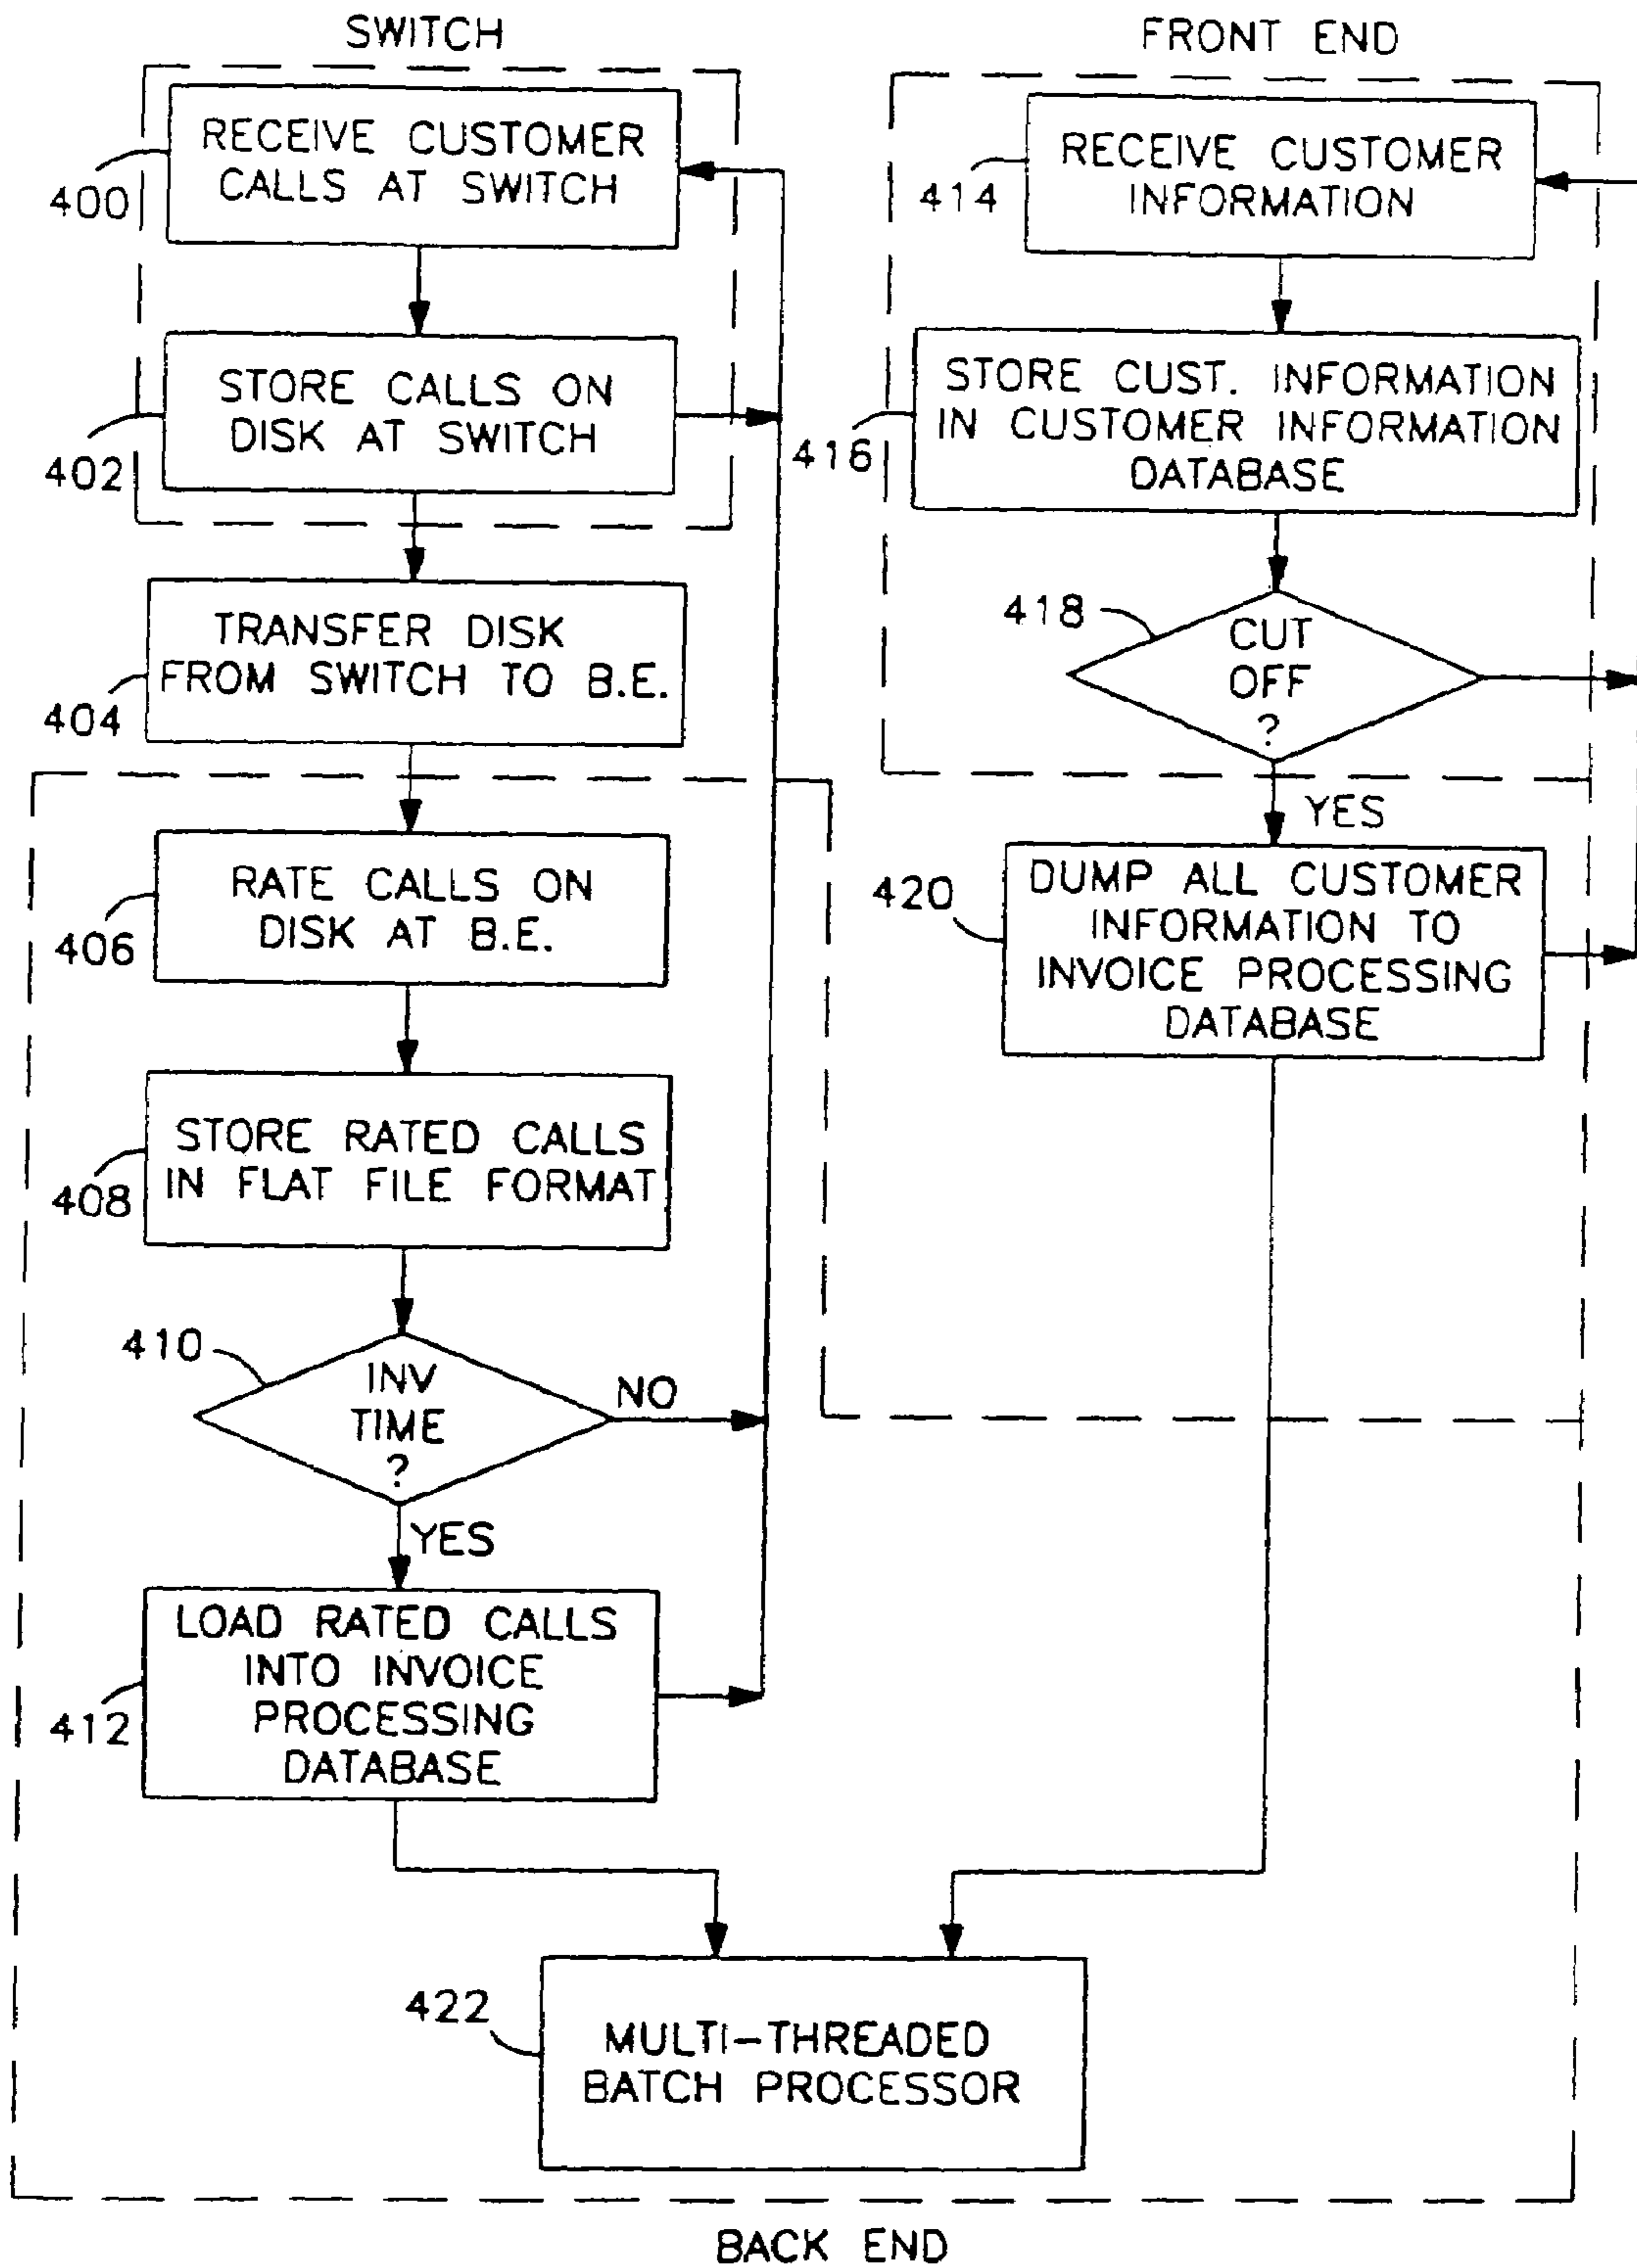 SWITCH
RECEIVE CUSTOMER
CALLS AT SWITCH
400
STORE CALLS ON
DISK AT SWITCH
402
TRANSFER DISK
FROM SWITCH TO B.E.
404
RATE CALLS ON
DISK AT B.E.
406
STORE RATED CALLS
IN FLAT FILE FORMAT
408
410
INV
TIME
?
NO
YES
LOAD RATED CALLS
INTO INVOICE
PROCESSING
DATABASE
412
FRONT END
RECEIVE CUSTOMER
INFORMATION
414
STORE CUST. INFORMATION
IN CUSTOMER INFORMATION
DATABASE
416
418
CUT
OFF
?
YES
DUMP ALL CUSTOMER
INFORMATION TO
INVOICE PROCESSING
DATABASE
420
422
MULTI-THREADED
BATCH PROCESSOR
BACK END